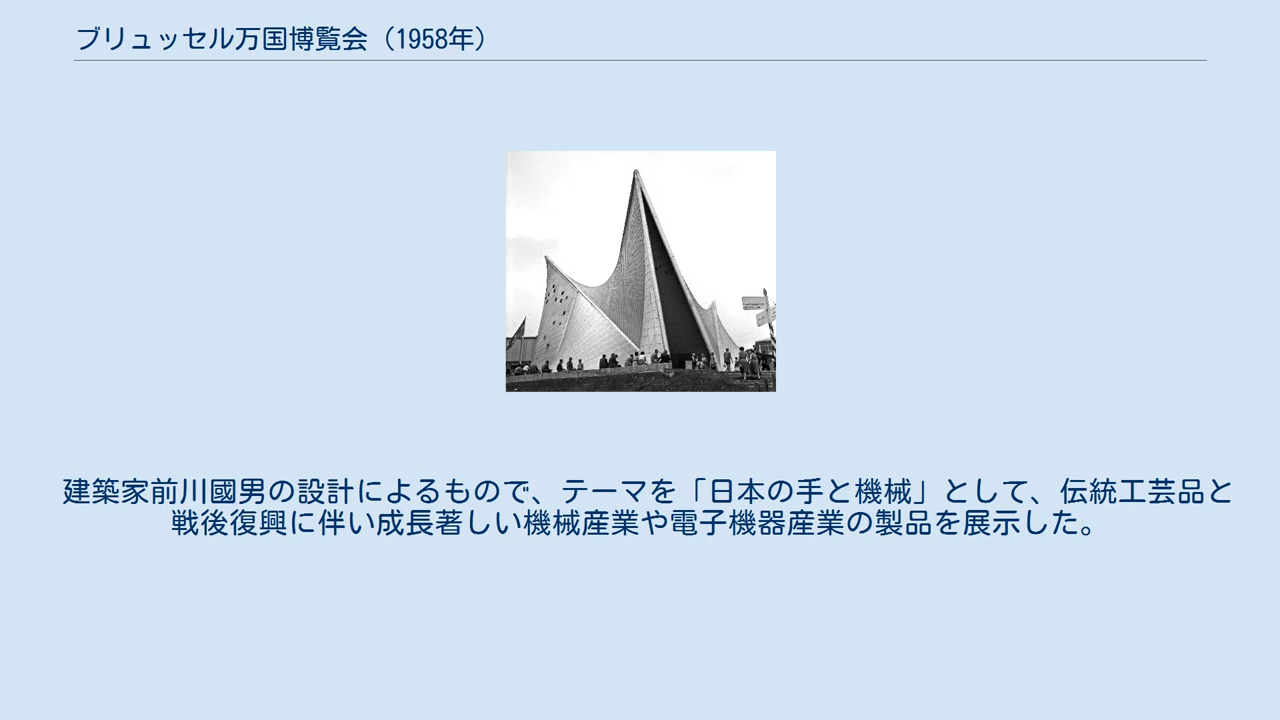 ブリュッセル万国博覧会（1958年）
建築家前川國男の設計によるもので、テーマを「日本の手と機械」として、伝統工芸品と
戦後復興に伴い成長著しい機械産業や電子機器産業の製品を展示した。